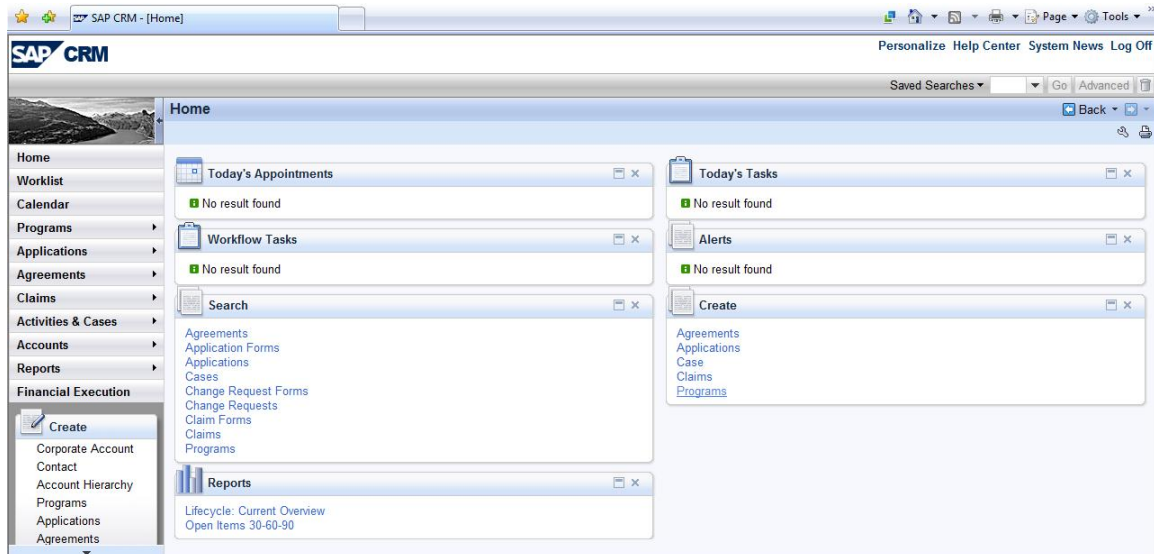 SAP CRM - [Home]
Page
Tools
SAP CRM
Personalize Help Center System News Log Off
Saved Searches
Go
Advanced
Home
Back
Home
Worklist
Calendar
Programs
Applications
Agreements
Claims
Activities & Cases
Accounts
Reports
Financial Execution
Create
Corporate Account
Contact
Account Hierarchy
Programs
Applications
Agreements
Today's Appointments
No result found
Today's Tasks
No result found
Workflow Tasks
No result found
Alerts
No result found
Search
Agreements
Application Forms
Applications
Cases
Change Request Forms
Change Requests
Claim Forms
Claims
Programs
Create
Agreements
Applications
Case
Claims
Programs
Reports
Lifecycle: Current Overview
Open Items 30-60-90